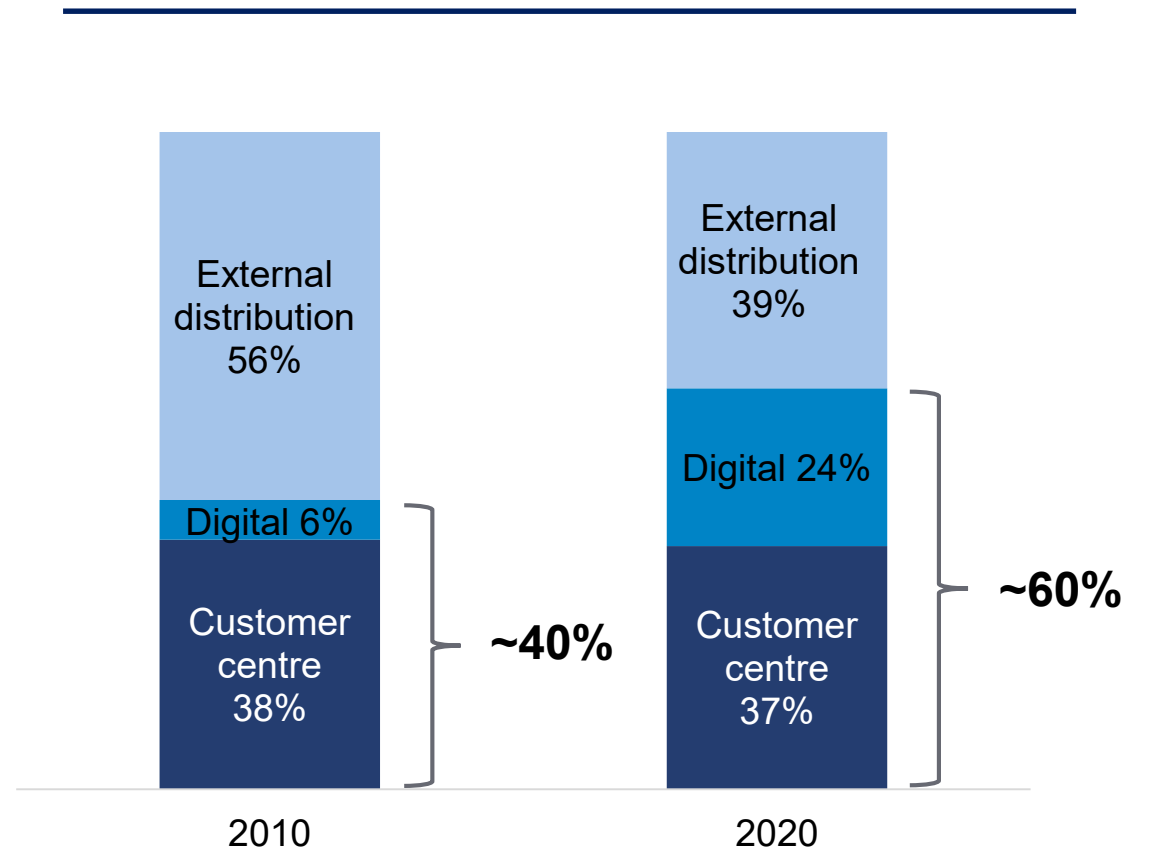 External
distribution
56%
Digital 6%
Customer
centre
38%
~40%
External
distribution
39%
Digital 24%
Customer
centre
37%
~60%
2010
2020